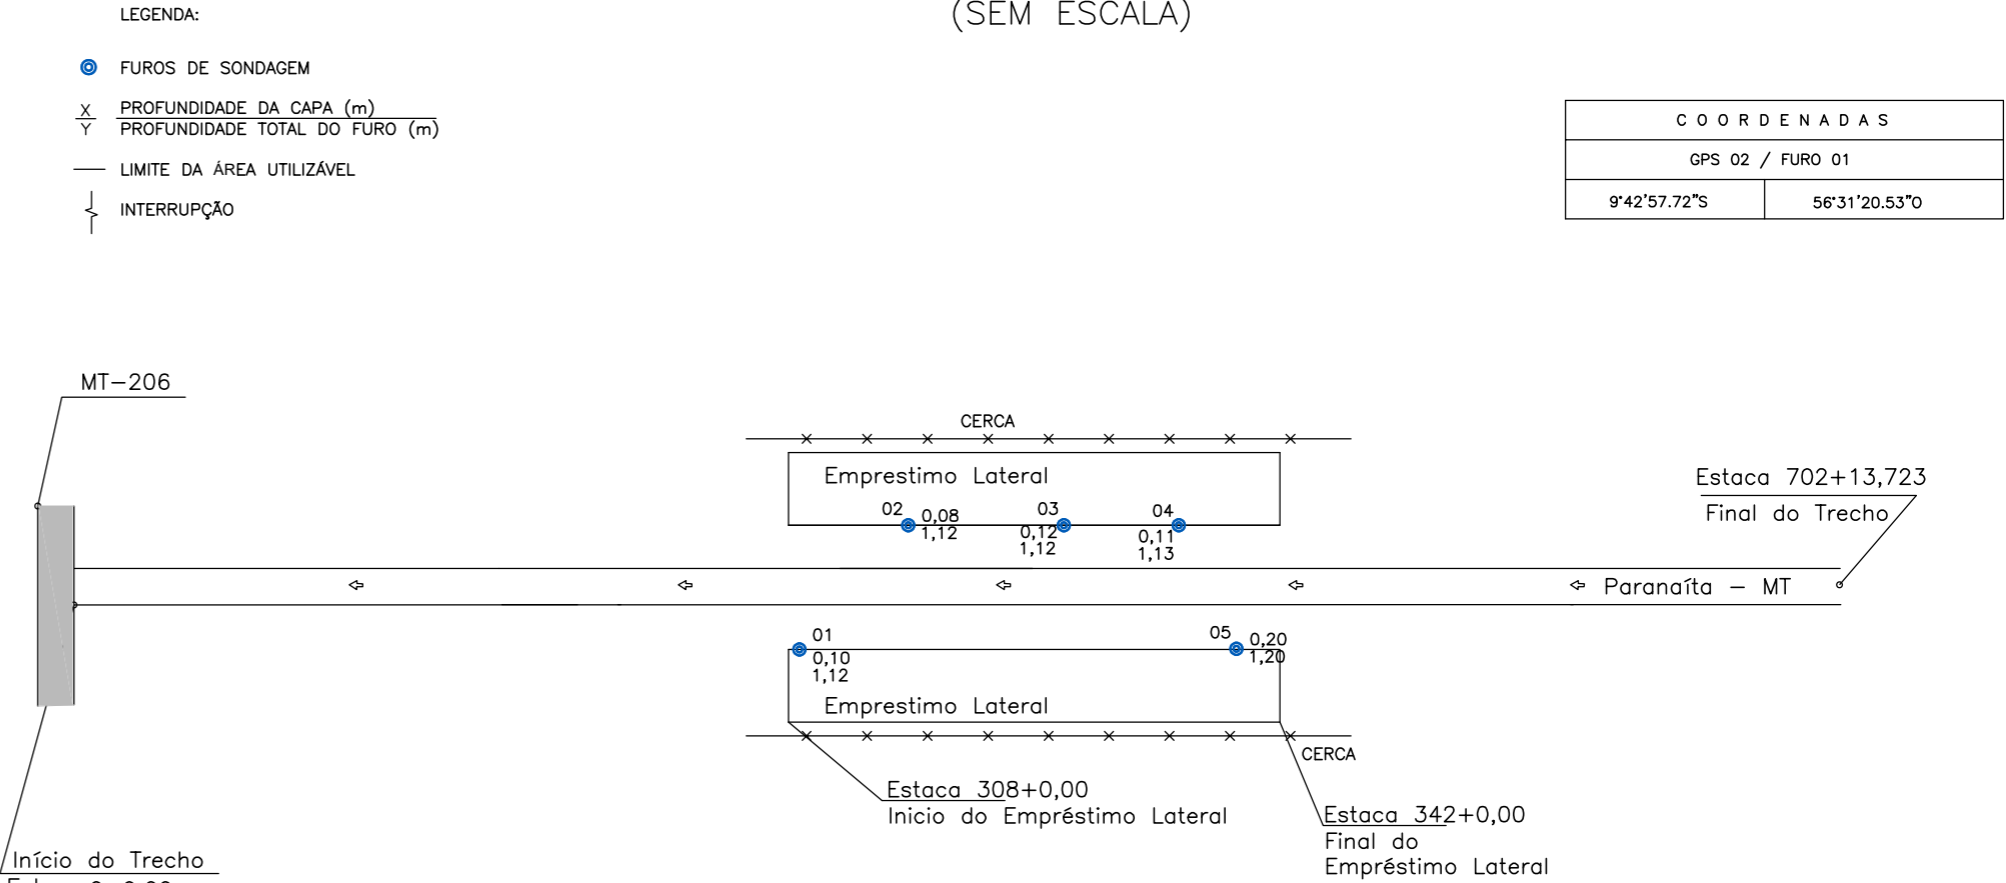 (SEM ESCALA)
LEGENDA:
FUROS DE SONDAGEM
X
Y
PROFUNDIDADE DA CAPA (m)
PROFUNDIDADE TOTAL DO FURO (m)
LIMITE DA ÁREA UTILIZÁVEL
INTERRUPÇÃO
COORDENADAS
GPS 02 / FURO 01
9°42'57.72"S 56°31'20.53"O
MT-206
CERCA
Emprestimo Lateral
02 0,08
1,12
03
0,12
1,12
04
0,11
1,13
Estaca 702+13,723
Final do Trecho
Paranaíta - MT
01
0,10
1,12
05 0,20
1,20
Emprestimo Lateral
CERCA
Estaca 308+0,00
Inicio do Empréstimo Lateral
Estaca 342+0,00
Final do
Empréstimo Lateral
Início do Trecho